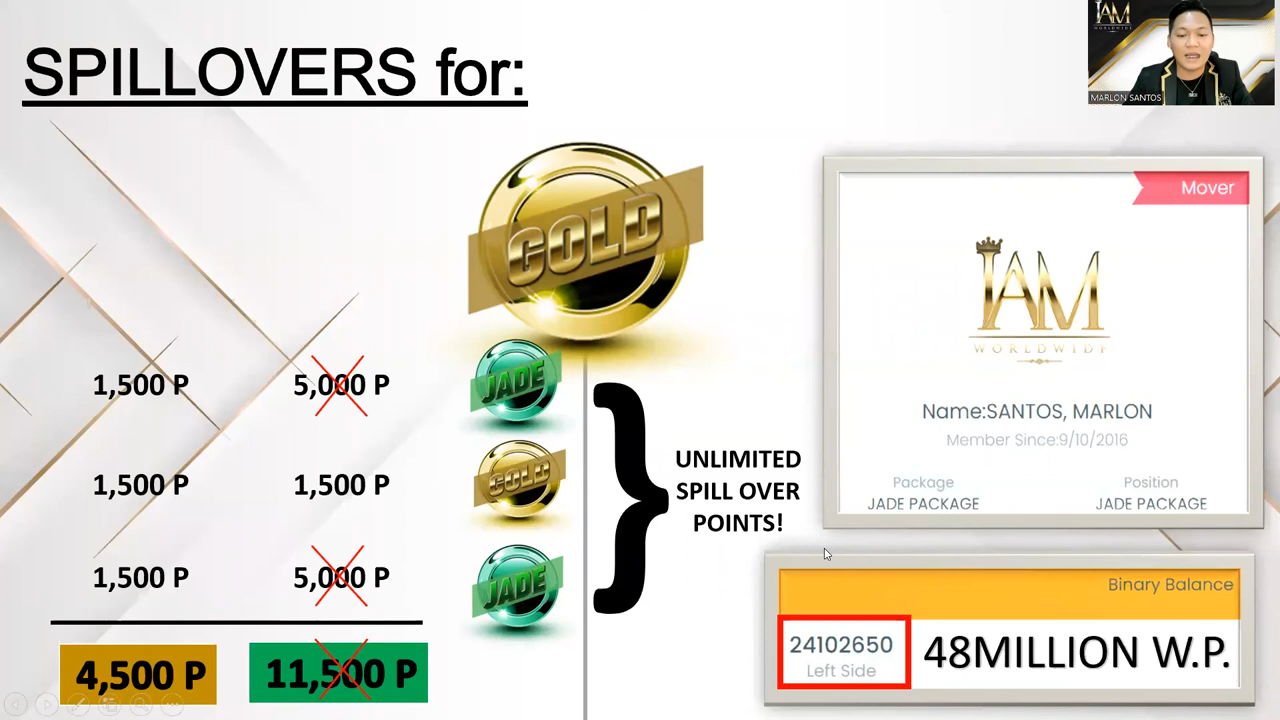 SPILLOVERS for:
IAM
WORLDWIDE
MARLON SANTOS
GOLD
1,500 P 5,000 P JADE
1,500 P 1,500 P GOLD
1,500 P 5,000 P JADE
4,500 P 11,500 P
UNLIMITED
SPILL OVER
POINTS!
Mover
IAM
WORLDWIDE
Name:SANTOS, MARLON
Member Since:9/10/2016
Package Position
JADE PACKAGE JADE PACKAGE
Binary Balance
24102650 48MILLION W.P.
Left Side